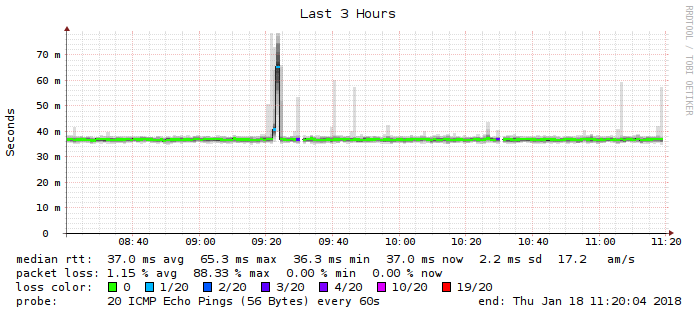 Last 3 Hours
RRDTOOL / TOBI OETIKER
Seconds
70 m
60 m
50 m
40 m
30 m
20 m
10 m
0
08:40 09:00 09:20 09:40 10:00 10:20 10:40 11:00 11:20
median rtt: 37.0 ms avg 65.3 ms max 36.3 ms min 37.0 ms now 2.2 ms sd 17.2 am/s
packet loss: 1.15 % avg 88.33 % max 0.00 % min 0.00 % now
loss color: 0 1/20 2/20 3/20 4/20 10/20 19/20
probe: 20 ICMP Echo Pings (56 Bytes) every 60s end: Thu Jan 18 11:20:04 2018